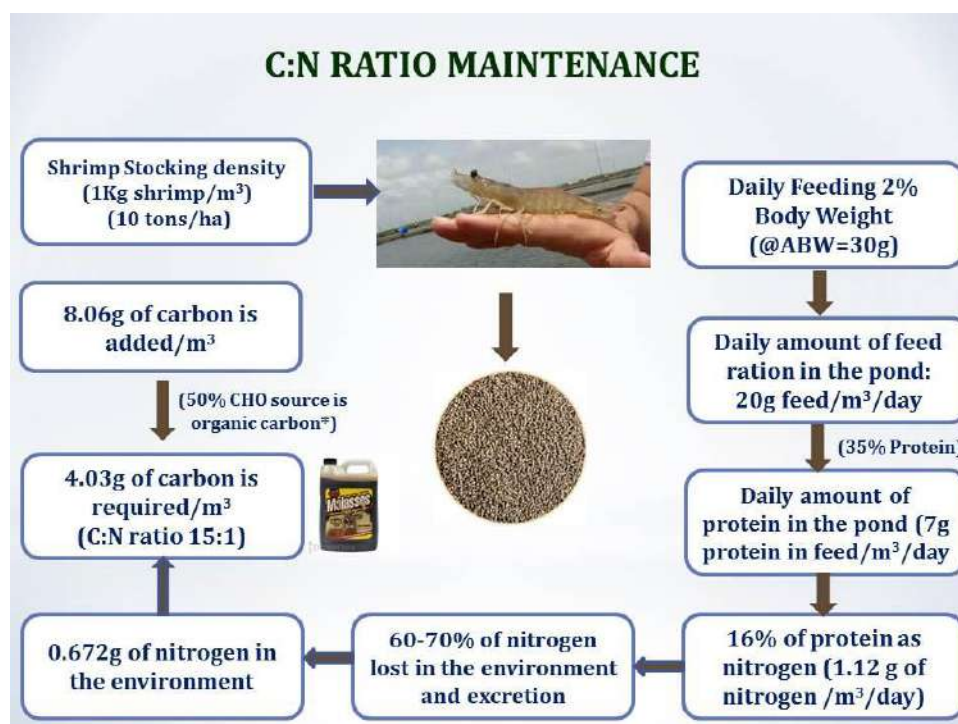 C:N RATIO MAINTENANCE
Shrimp Stocking density
(1Kg shrimp/m³)
(10 tons/ha)
Daily Feeding 2%
Body Weight
(@ABW=30g)
8.06g of carbon is
added/m³
Daily amount of feed
ration in the pond:
20g feed/m³/day
(50% CHO source is
organic carbon*)
(35% Protein)
4.03g of carbon is
required/m³
(C:N ratio 15:1)
Molasses
Daily amount of
protein in the pond (7g
protein in feed/m³/day
0.672g of nitrogen in
the environment
60-70% of nitrogen
lost in the environment
and excretion
16% of protein as
nitrogen (1.12 g of
nitrogen /m³/day)